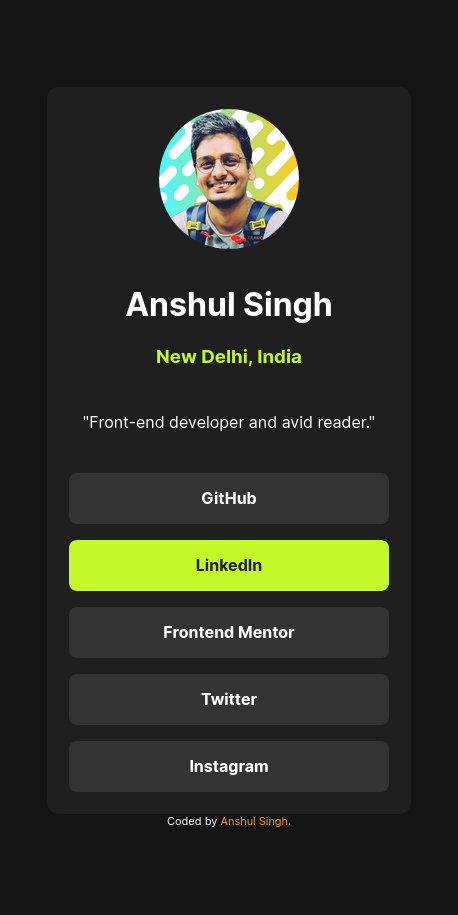 Anshul Singh
New Delhi, India
"Front-end developer and avid reader."
GitHub
LinkedIn
Frontend Mentor
Twitter
Instagram
Coded by Anshul Singh.